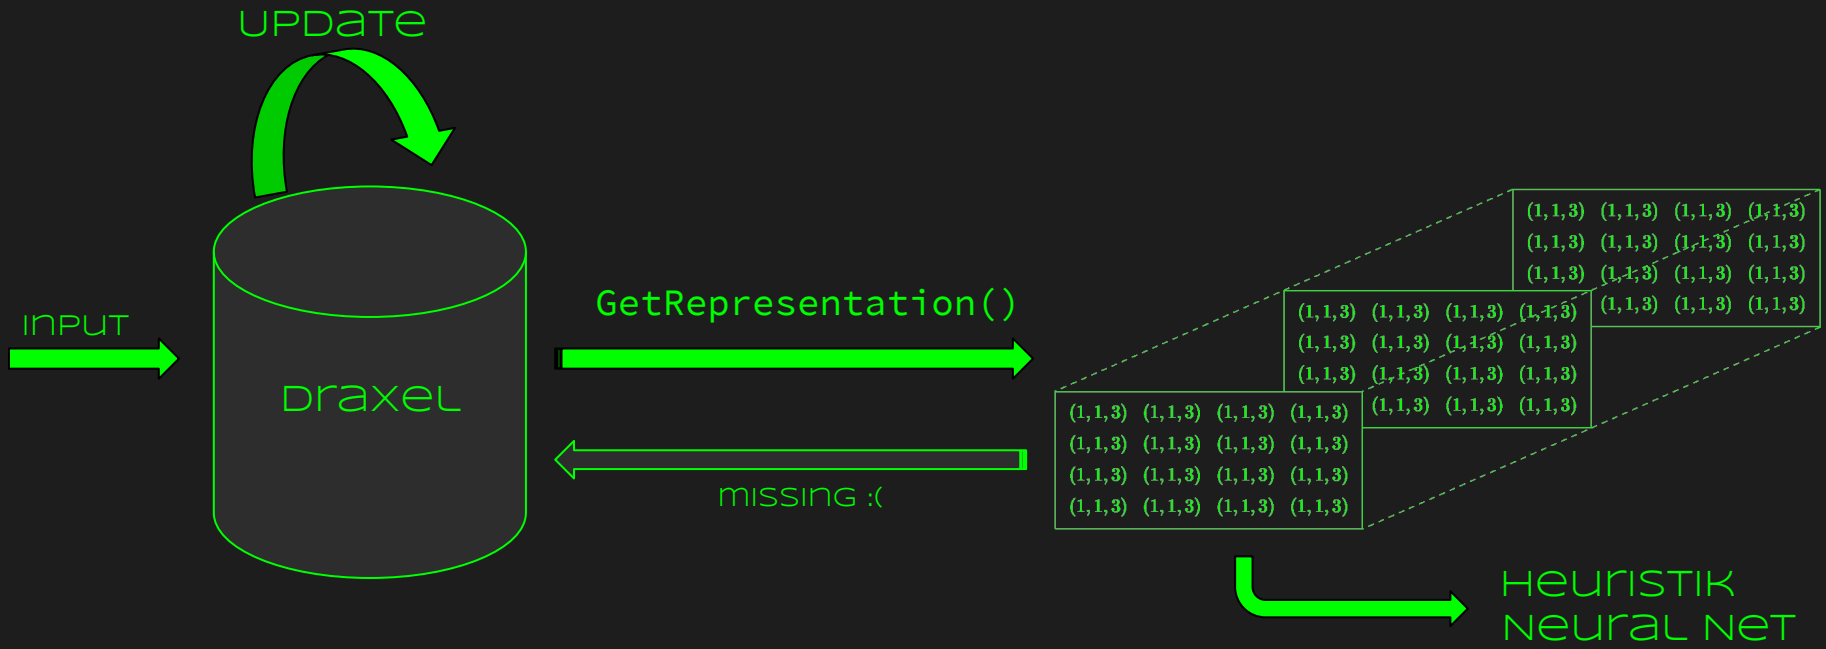 UPDATE
INPUT
DRAXEL
GetRepresentation()
MISSING :(
(1, 1, 3) (1, 1, 3) (1, 1, 3) (1, 1, 3)
(1, 1, 3) (1, 1, 3) (1, 1, 3) (1, 1, 3)
(1, 1, 3) (1, 1, 3) (1, 1, 3) (1, 1, 3)
(1, 1, 3) (1, 1, 3) (1, 1, 3)
(1, 1, 3) (1, 1, 3) (1, 1, 3) (1, 1, 3)
(1, 1, 3) (1, 1, 3) (1, 1, 3) (1, 1, 3)
(1, 1, 3) (1, 1, 3) (1, 1, 3) (1, 1, 3)
(1, 1, 3) (1, 1, 3) (1, 1, 3)
(1, 1, 3) (1, 1, 3) (1, 1, 3) (1, 1, 3)
(1, 1, 3) (1, 1, 3) (1, 1, 3) (1, 1, 3)
(1, 1, 3) (1, 1, 3) (1, 1, 3) (1, 1, 3)
(1, 1, 3) (1, 1, 3) (1, 1, 3) (1, 1, 3)
HEURISTIK
NEURAL NET